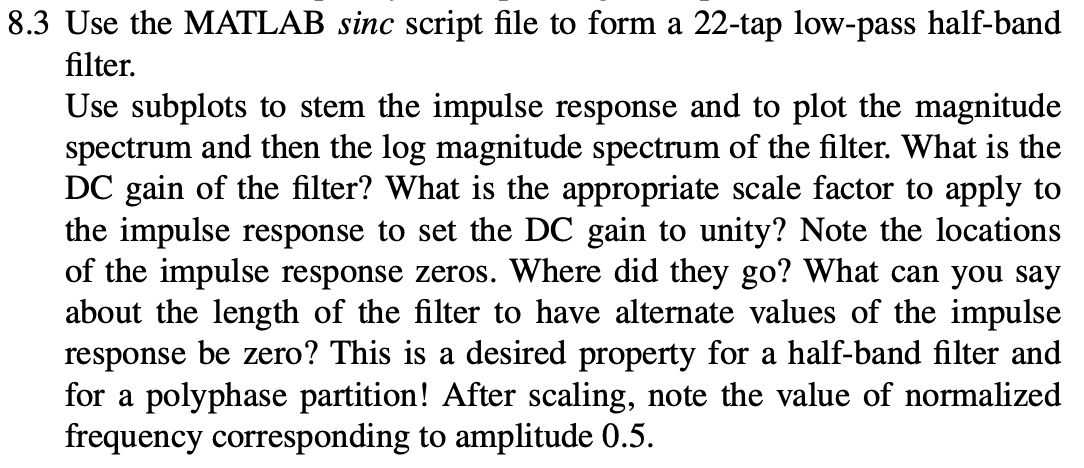 8.3 Use the MATLAB sinc script file to form a 22-tap low-pass half-band
filter.
Use subplots to stem the impulse response and to plot the magnitude
spectrum and then the log magnitude spectrum of the filter. What is the
DC gain of the filter? What is the appropriate scale factor to apply to
the impulse response to set the DC gain to unity? Note the locations
of the impulse response zeros. Where did they go? What can you say
about the length of the filter to have alternate values of the impulse
response be zero? This is a desired property for a half-band filter and
for a polyphase partition! After scaling, note the value of normalized
frequency corresponding to amplitude 0.5.